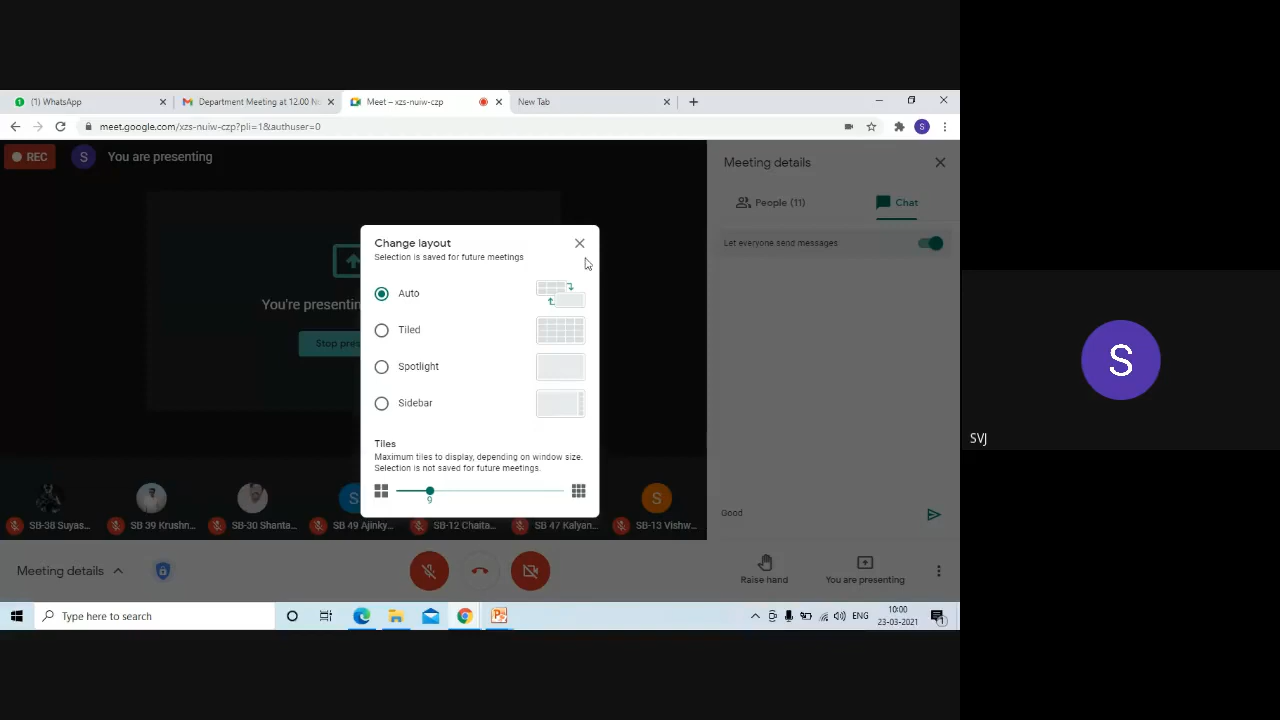 (1) WhatsApp
Department Meeting at 12.00 N
Meet – xzs-nuiw-czp
New Tab
meet.google.com/xzs-nuiw-czp?pli=1&authuser=0
S
REC
S
You are presenting
Meeting details
People (11)
Chat
Let everyone send messages
Change layout
Selection is saved for future meetings
Auto
Tiled
Spotlight
Sidebar
Tiles
Maximum tiles to display, depending on window size.
Selection is not saved for future meetings.
9
You're presenting
Stop pres
S
SVJ
S
S
SB-38 Suyas...
SB 39 Krushn...
SB-30 Shanta...
SB 49 Ajinky...
SB-12 Chaita...
SB 47 Kalyan...
SB-13 Vishw...
Good
Meeting details
Raise hand
You are presenting
Type here to search
ENG
10:00
23-03-2021
1